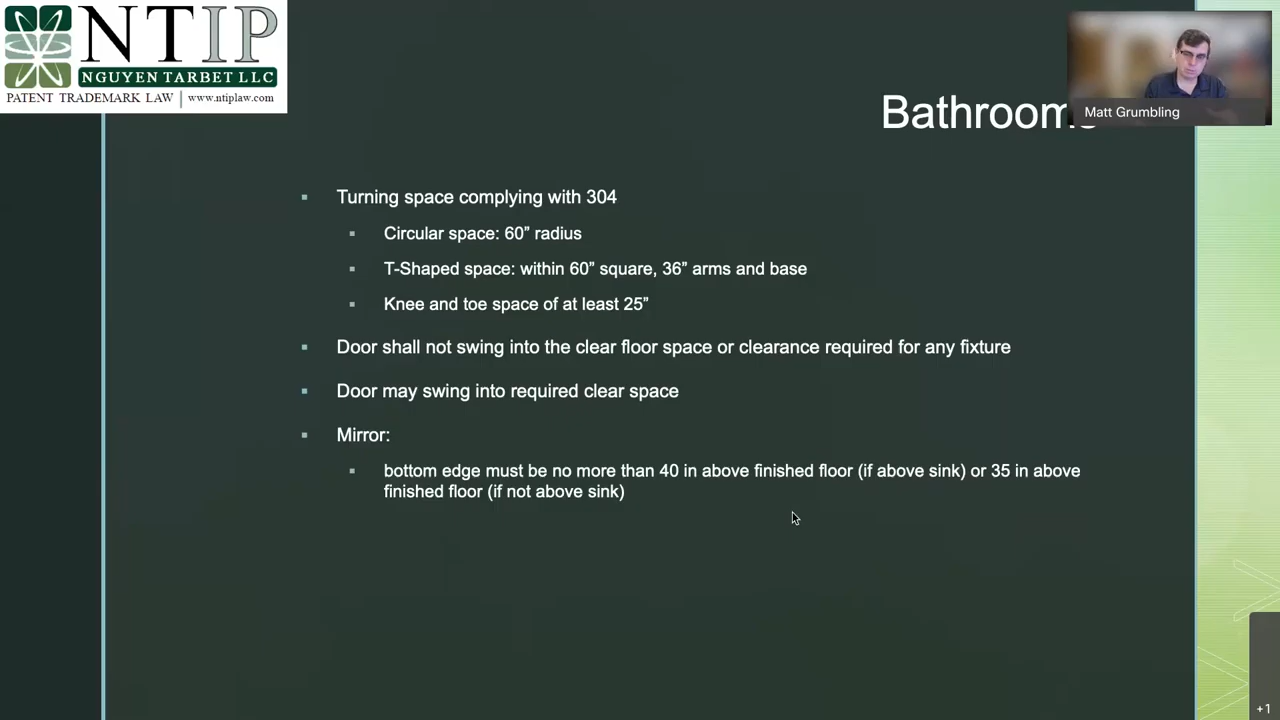 NTIP
NGUYEN TARBET LLC
PATENT TRADEMARK LAW | www.ntiplaw.com
Matt Grumbling
Bathrooms
▪ Turning space complying with 304
▪ Circular space: 60” radius
▪ T-Shaped space: within 60” square, 36” arms and base
▪ Knee and toe space of at least 25”
▪ Door shall not swing into the clear floor space or clearance required for any fixture
▪ Door may swing into required clear space
▪ Mirror:
▪ bottom edge must be no more than 40 in above finished floor (if above sink) or 35 in above
finished floor (if not above sink)
+1